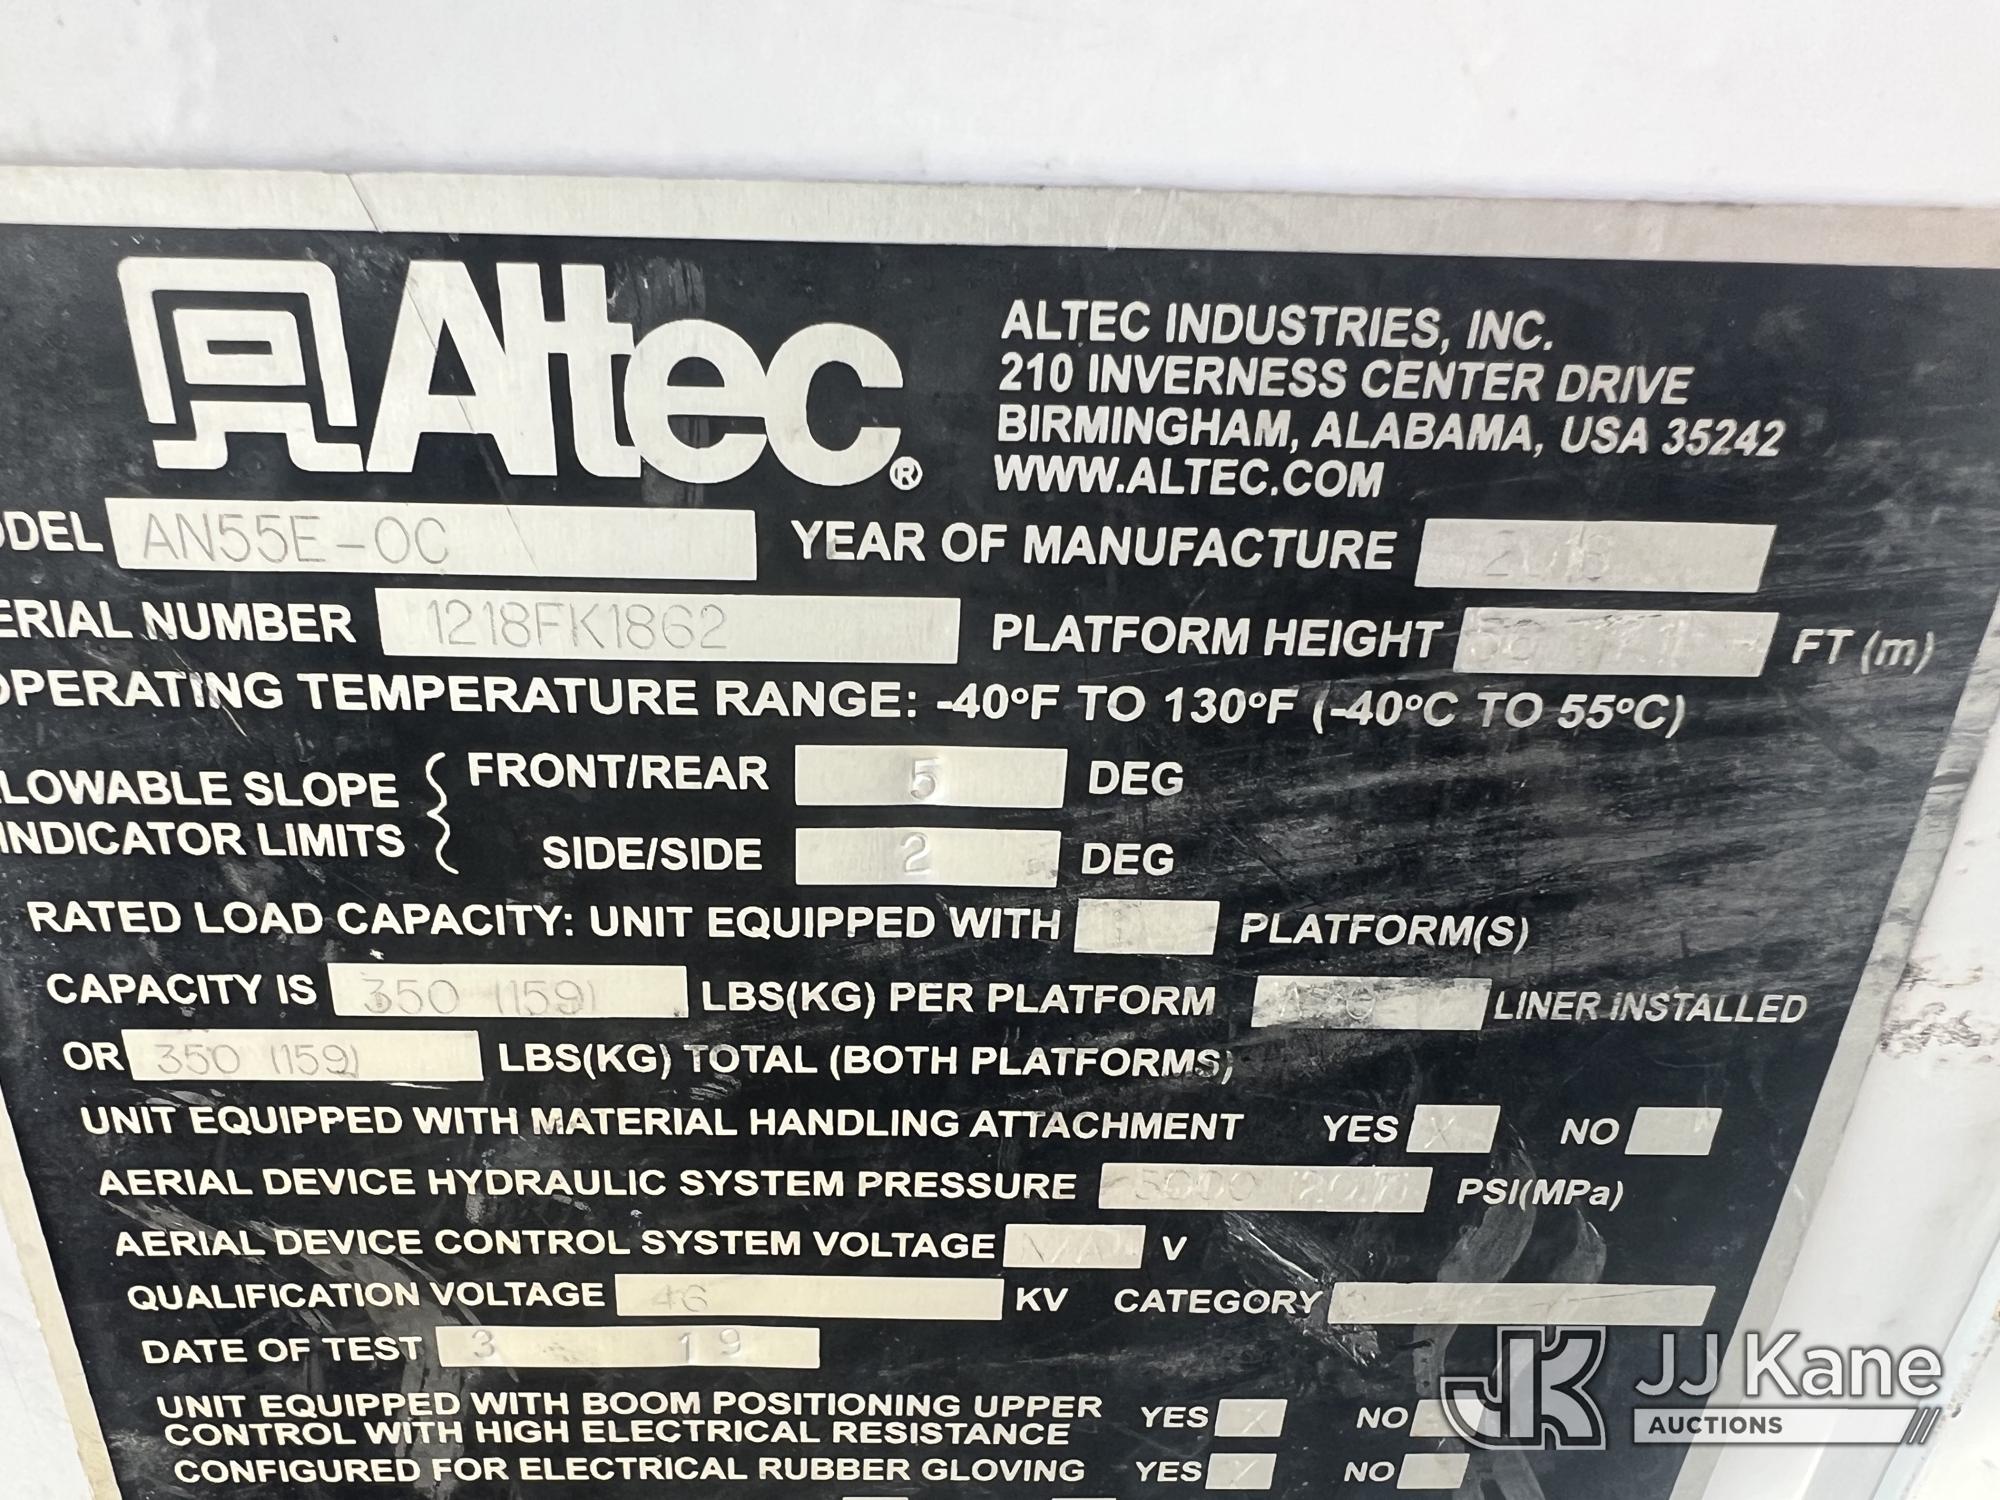 Altec®
ALTEC INDUSTRIES, INC.
210 INVERNESS CENTER DRIVE
BIRMINGHAM, ALABAMA, USA 35242
WWW.ALTEC.COM
ODEL AN55E-OC YEAR OF MANUFACTURE
ERIAL NUMBER 1218FK1862 PLATFORM HEIGHT FT (m)
OPERATING TEMPERATURE RANGE: -40°F TO 130°F (-40°C TO 55°C)
LOWABLE SLOPE INDICATOR LIMITS { FRONT/REAR 5 DEG
SIDE/SIDE 2 DEG
RATED LOAD CAPACITY: UNIT EQUIPPED WITH 1 PLATFORM(S)
CAPACITY IS 350 (159) LBS(KG) PER PLATFORM LINER INSTALLED
OR 350 (159) LBS(KG) TOTAL (BOTH PLATFORMS)
UNIT EQUIPPED WITH MATERIAL HANDLING ATTACHMENT YES X NO
AERIAL DEVICE HYDRAULIC SYSTEM PRESSURE 3000 PSI(MPa)
AERIAL DEVICE CONTROL SYSTEM VOLTAGE N/A V
QUALIFICATION VOLTAGE 46 KV CATEGORY
DATE OF TEST 3 19
UNIT EQUIPPED WITH BOOM POSITIONING UPPER
CONTROL WITH HIGH ELECTRICAL RESISTANCE YES X NO
CONFIGURED FOR ELECTRICAL RUBBER GLOVING YES X NO
JK JJ Kane
AUCTIONS